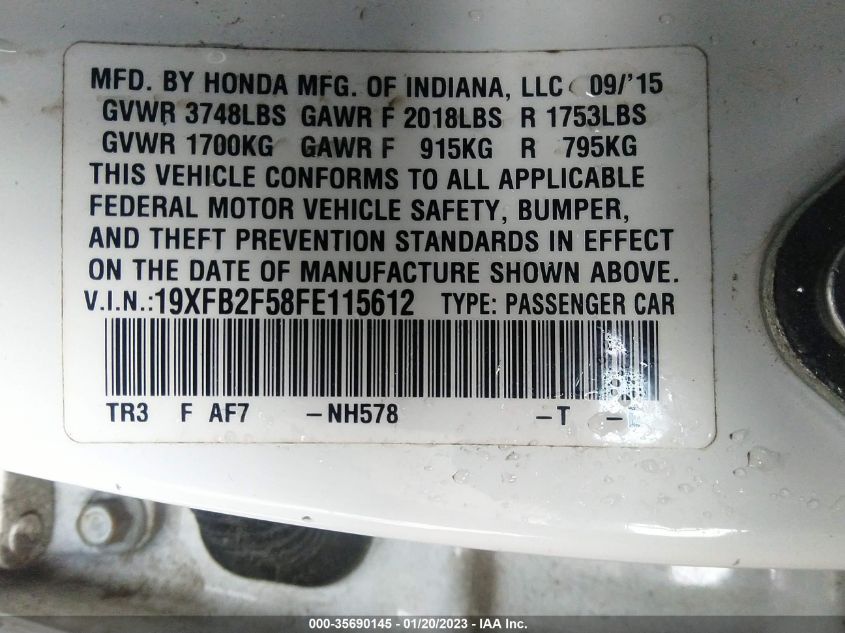 MFD. BY HONDA MFG. OF INDIANA, LLC 09/'15
GVWR 3748LBS GAWR F 2018LBS R 1753LBS
GVWR 1700KG GAWR F 915KG R 795KG
THIS VEHICLE CONFORMS TO ALL APPLICABLE
FEDERAL MOTOR VEHICLE SAFETY, BUMPER,
AND THEFT PREVENTION STANDARDS IN EFFECT
ON THE DATE OF MANUFACTURE SHOWN ABOVE.
V.I.N.:19XFB2F58FE115612 TYPE: PASSENGER CAR
TR3 F AF7 -NH578 -T
000-35690145 - 01/20/2023 - IAA Inc.